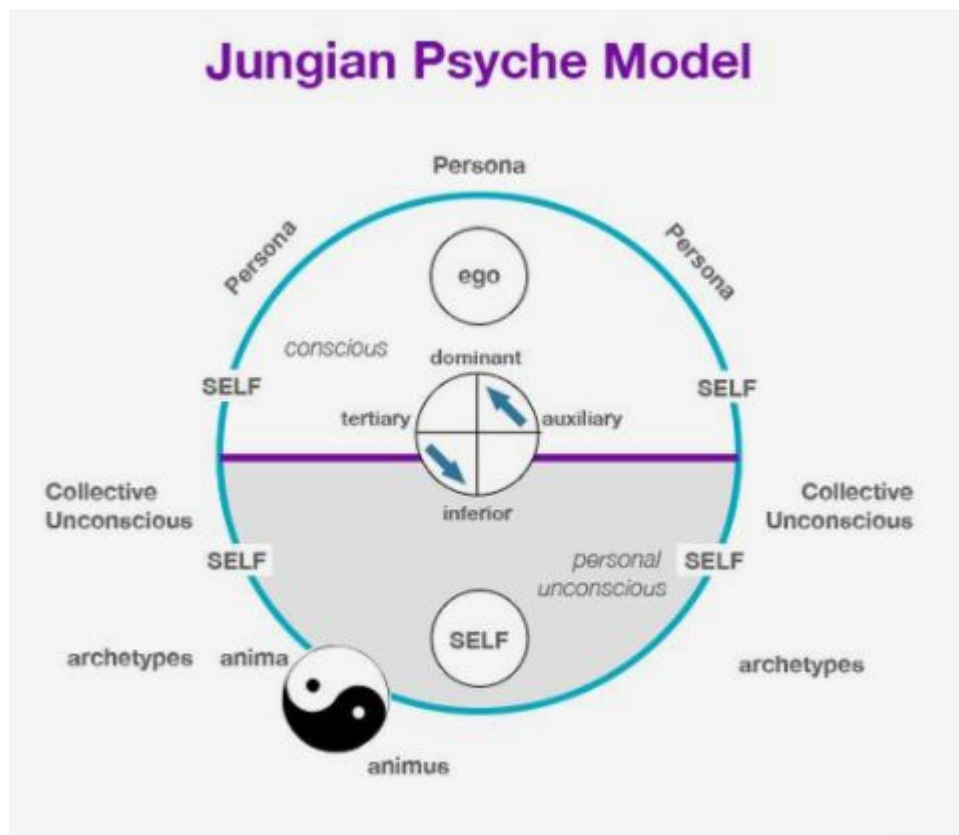 Jungian Psyche Model
Persona
Persona
Persona
ego
conscious
dominant
SELF
SELF
tertiary
auxiliary
Collective
Unconscious
Collective
Unconscious
inferior
SELF
personal
unconscious
SELF
SELF
archetypes
anima
archetypes
animus